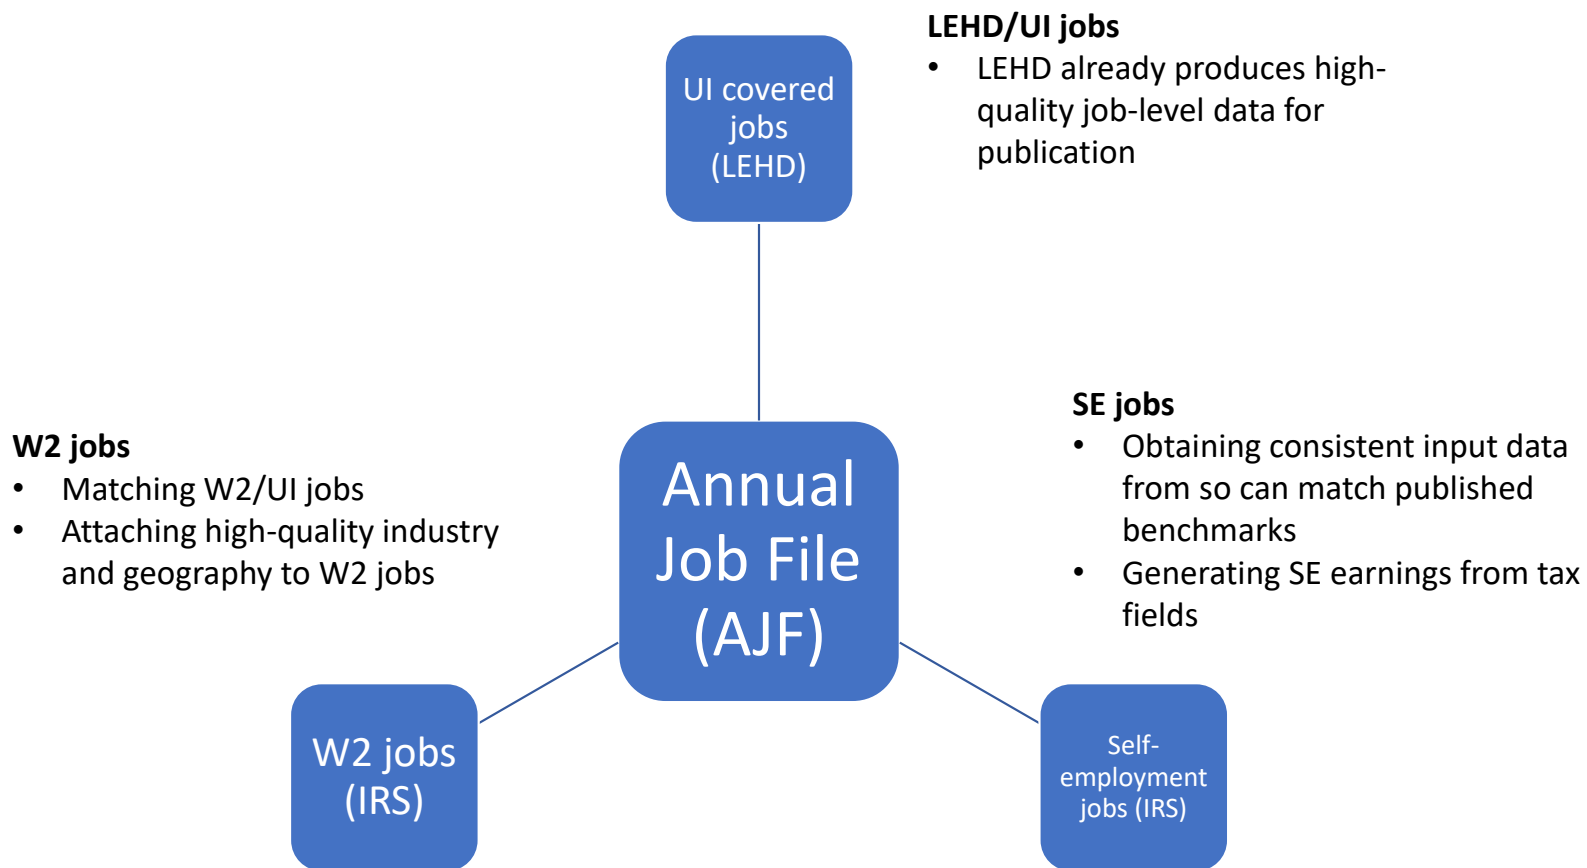 LEHD/UI jobs
• LEHD already produces high-
quality job-level data for
publication
UI covered
jobs
(LEHD)
W2 jobs
• Matching W2/UI jobs
• Attaching high-quality industry
and geography to W2 jobs
Annual
Job File
(AJF)
SE jobs
• Obtaining consistent input data
from so can match published
benchmarks
• Generating SE earnings from tax
fields
W2 jobs
(IRS)
Self-
employment
jobs (IRS)